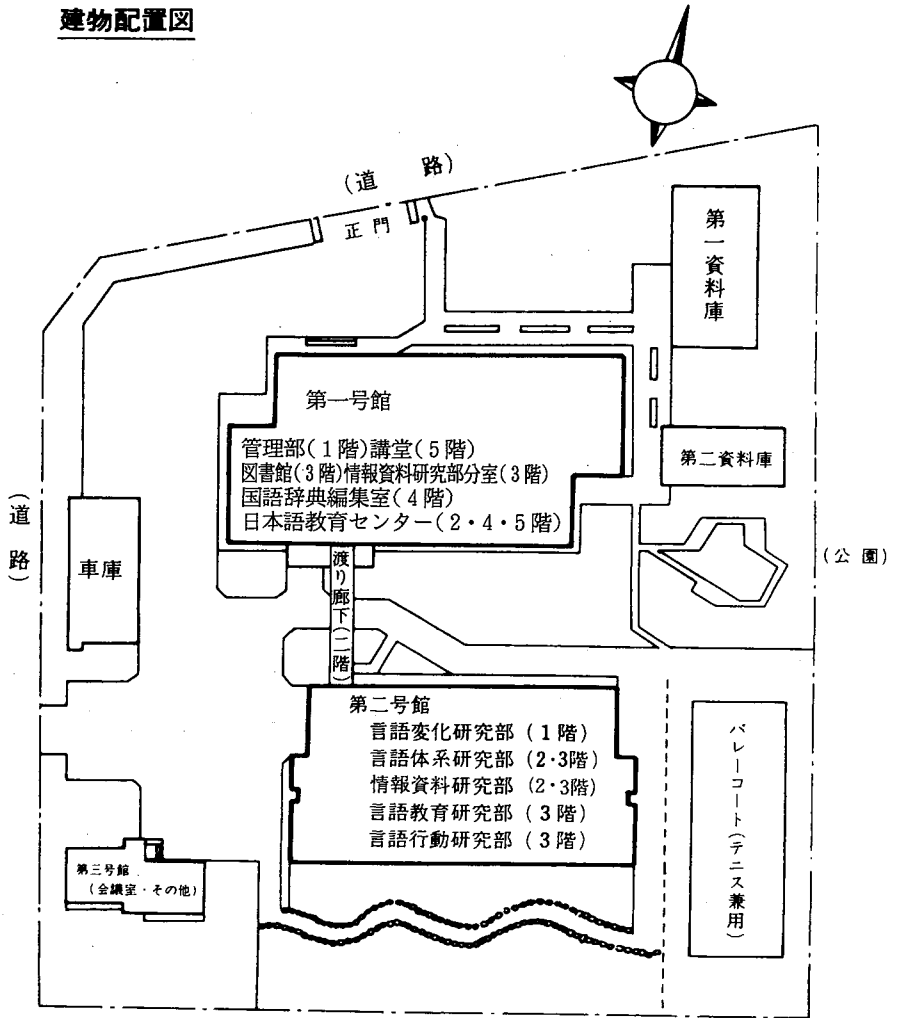 建物配置図
(道 路)
正門
第一資料庫
第一号館
管理部(1階)講堂(5階)
図書館(3階)情報資料研究部分室(3階)
国語辞典編集室(4階)
日本語教育センター(2・4・5階)
第二資料庫
(道路)
車庫
渡り廊下(二階)
(公園)
第二号館
言語変化研究部(1階)
言語体系研究部(2・3階)
情報資料研究部(2・3階)
言語教育研究部(3階)
言語行動研究部(3階)
バレーコート(テニス兼用)
第三号館
(会議室・その他)